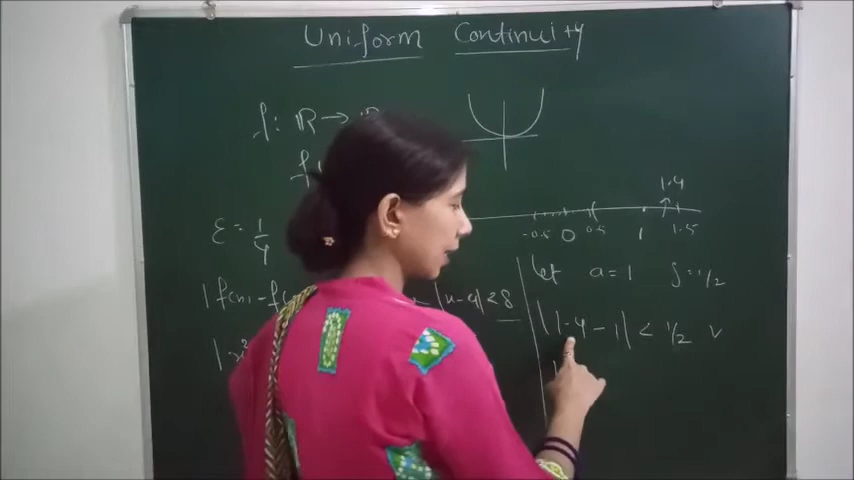 Uniform Continuity
f: R →
f
1.4
-0.5 0 0.5 1 1.5
ε = 1/4
let a=1 δ=1/2
|f(x)-f( |x-a|<δ
|1.4-1| < 1/2 ✓
|x²